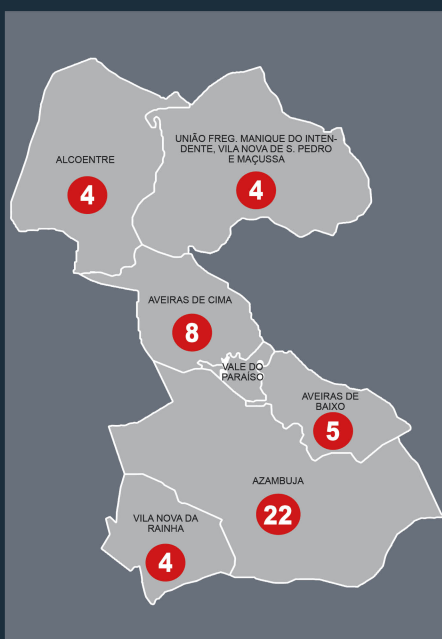 UNIÃO FREG. MANIQUE DO INTEN-
DENTE, VILA NOVA DE S. PEDRO
E MAÇUSSA
4
ALCOENTRE
4
AVEIRAS DE CIMA
8
VALE DO
PARAÍSO
AVEIRAS DE
BAIXO
5
AZAMBUJA
22
VILA NOVA DA
RAINHA
4